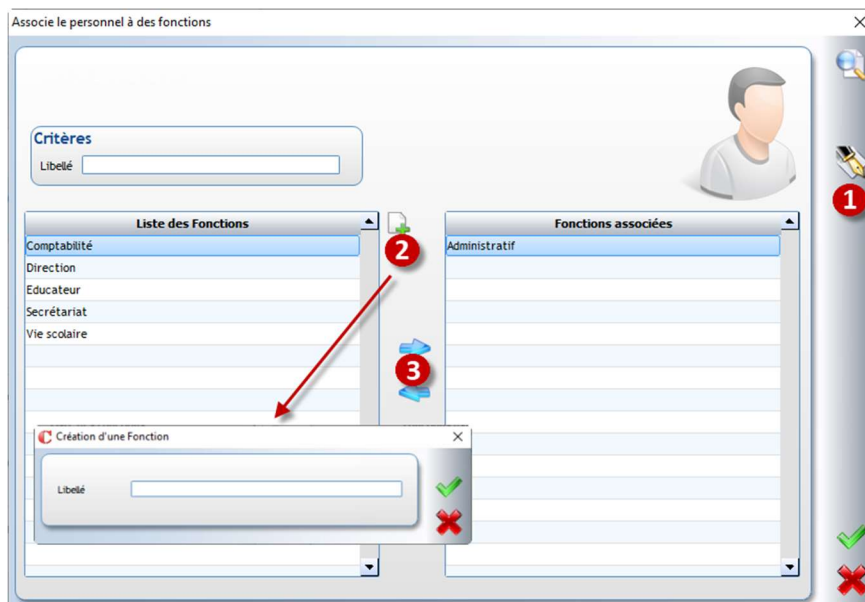 Associe le personnel à des fonctions
Critères
Libellé
1
Liste des Fonctions
Fonctions associées
2
Comptabilité
Administratif
Direction
Educateur
Secrétariat
Vie scolaire
3
Création d'une Fonction
Libellé